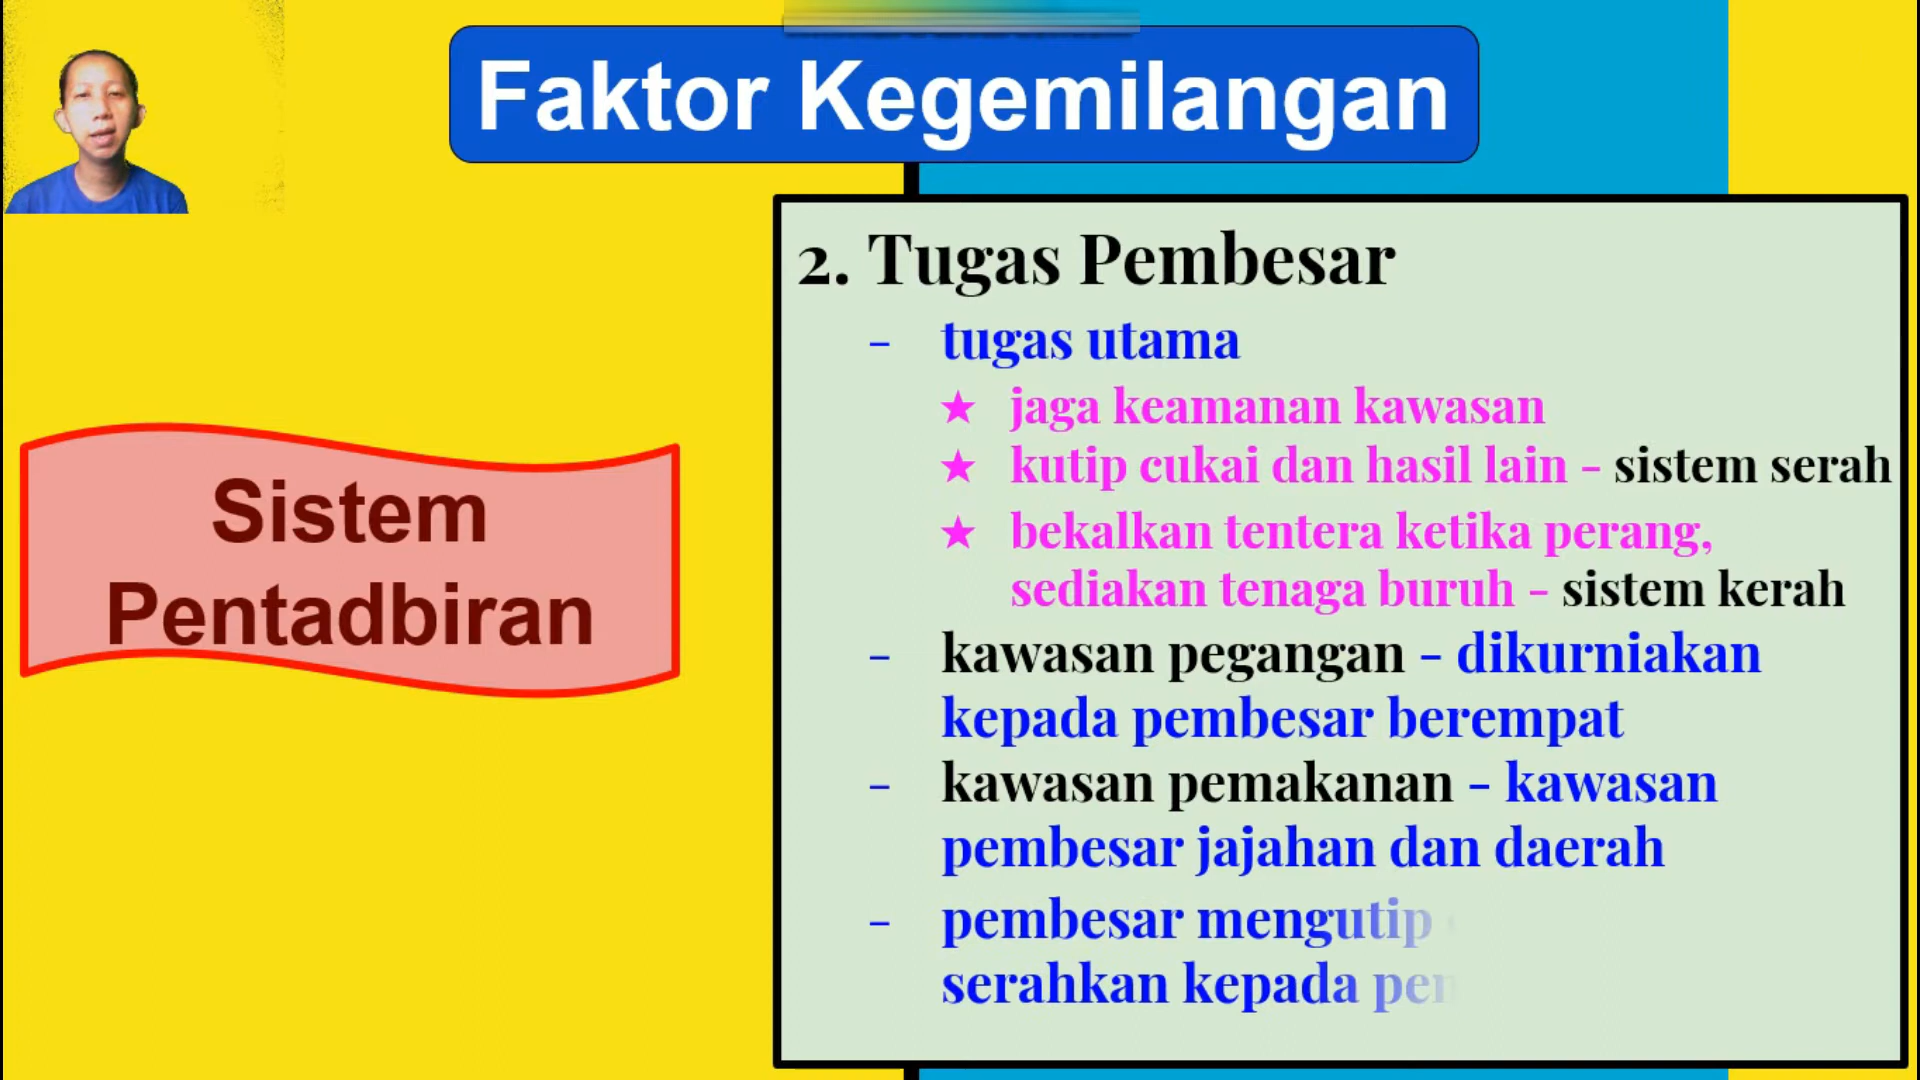 Faktor Kegemilangan
Sistem
Pentadbiran
2. Tugas Pembesar
- tugas utama
★ jaga keamanan kawasan
★ kutip cukai dan hasil lain - sistem serah
★ bekalkan tentera ketika perang,
sediakan tenaga buruh - sistem kerah
- kawasan pegangan - dikurniakan
kepada pembesar berempat
- kawasan pemakanan - kawasan
pembesar jajahan dan daerah
- pembesar mengutip
serahkan kepada